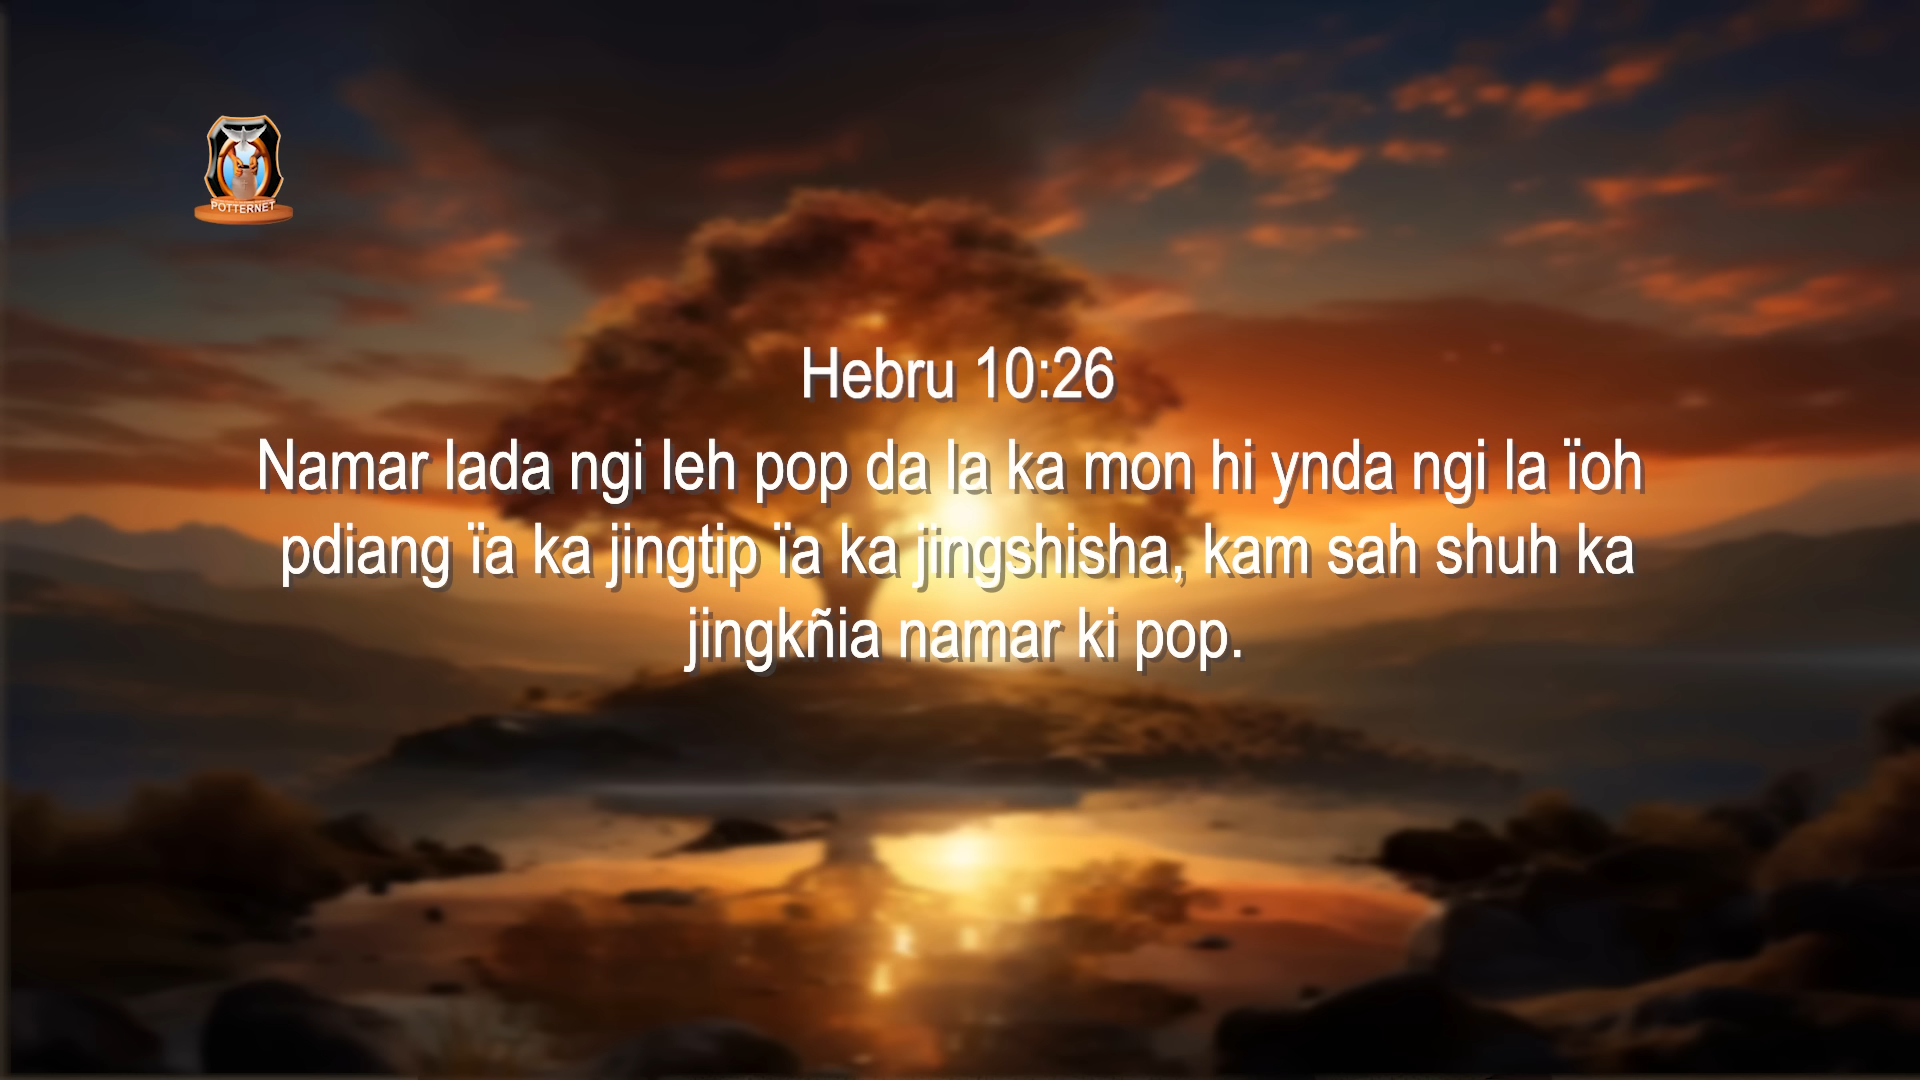 POTTERNET
Hebru 10:26
Namar lada ngi leh pop da la ka mon hi ynda ngi la ïoh
pdiang ïa ka jingtip ïa ka jingshisha, kam sah shuh ka
jingkñia namar ki pop.